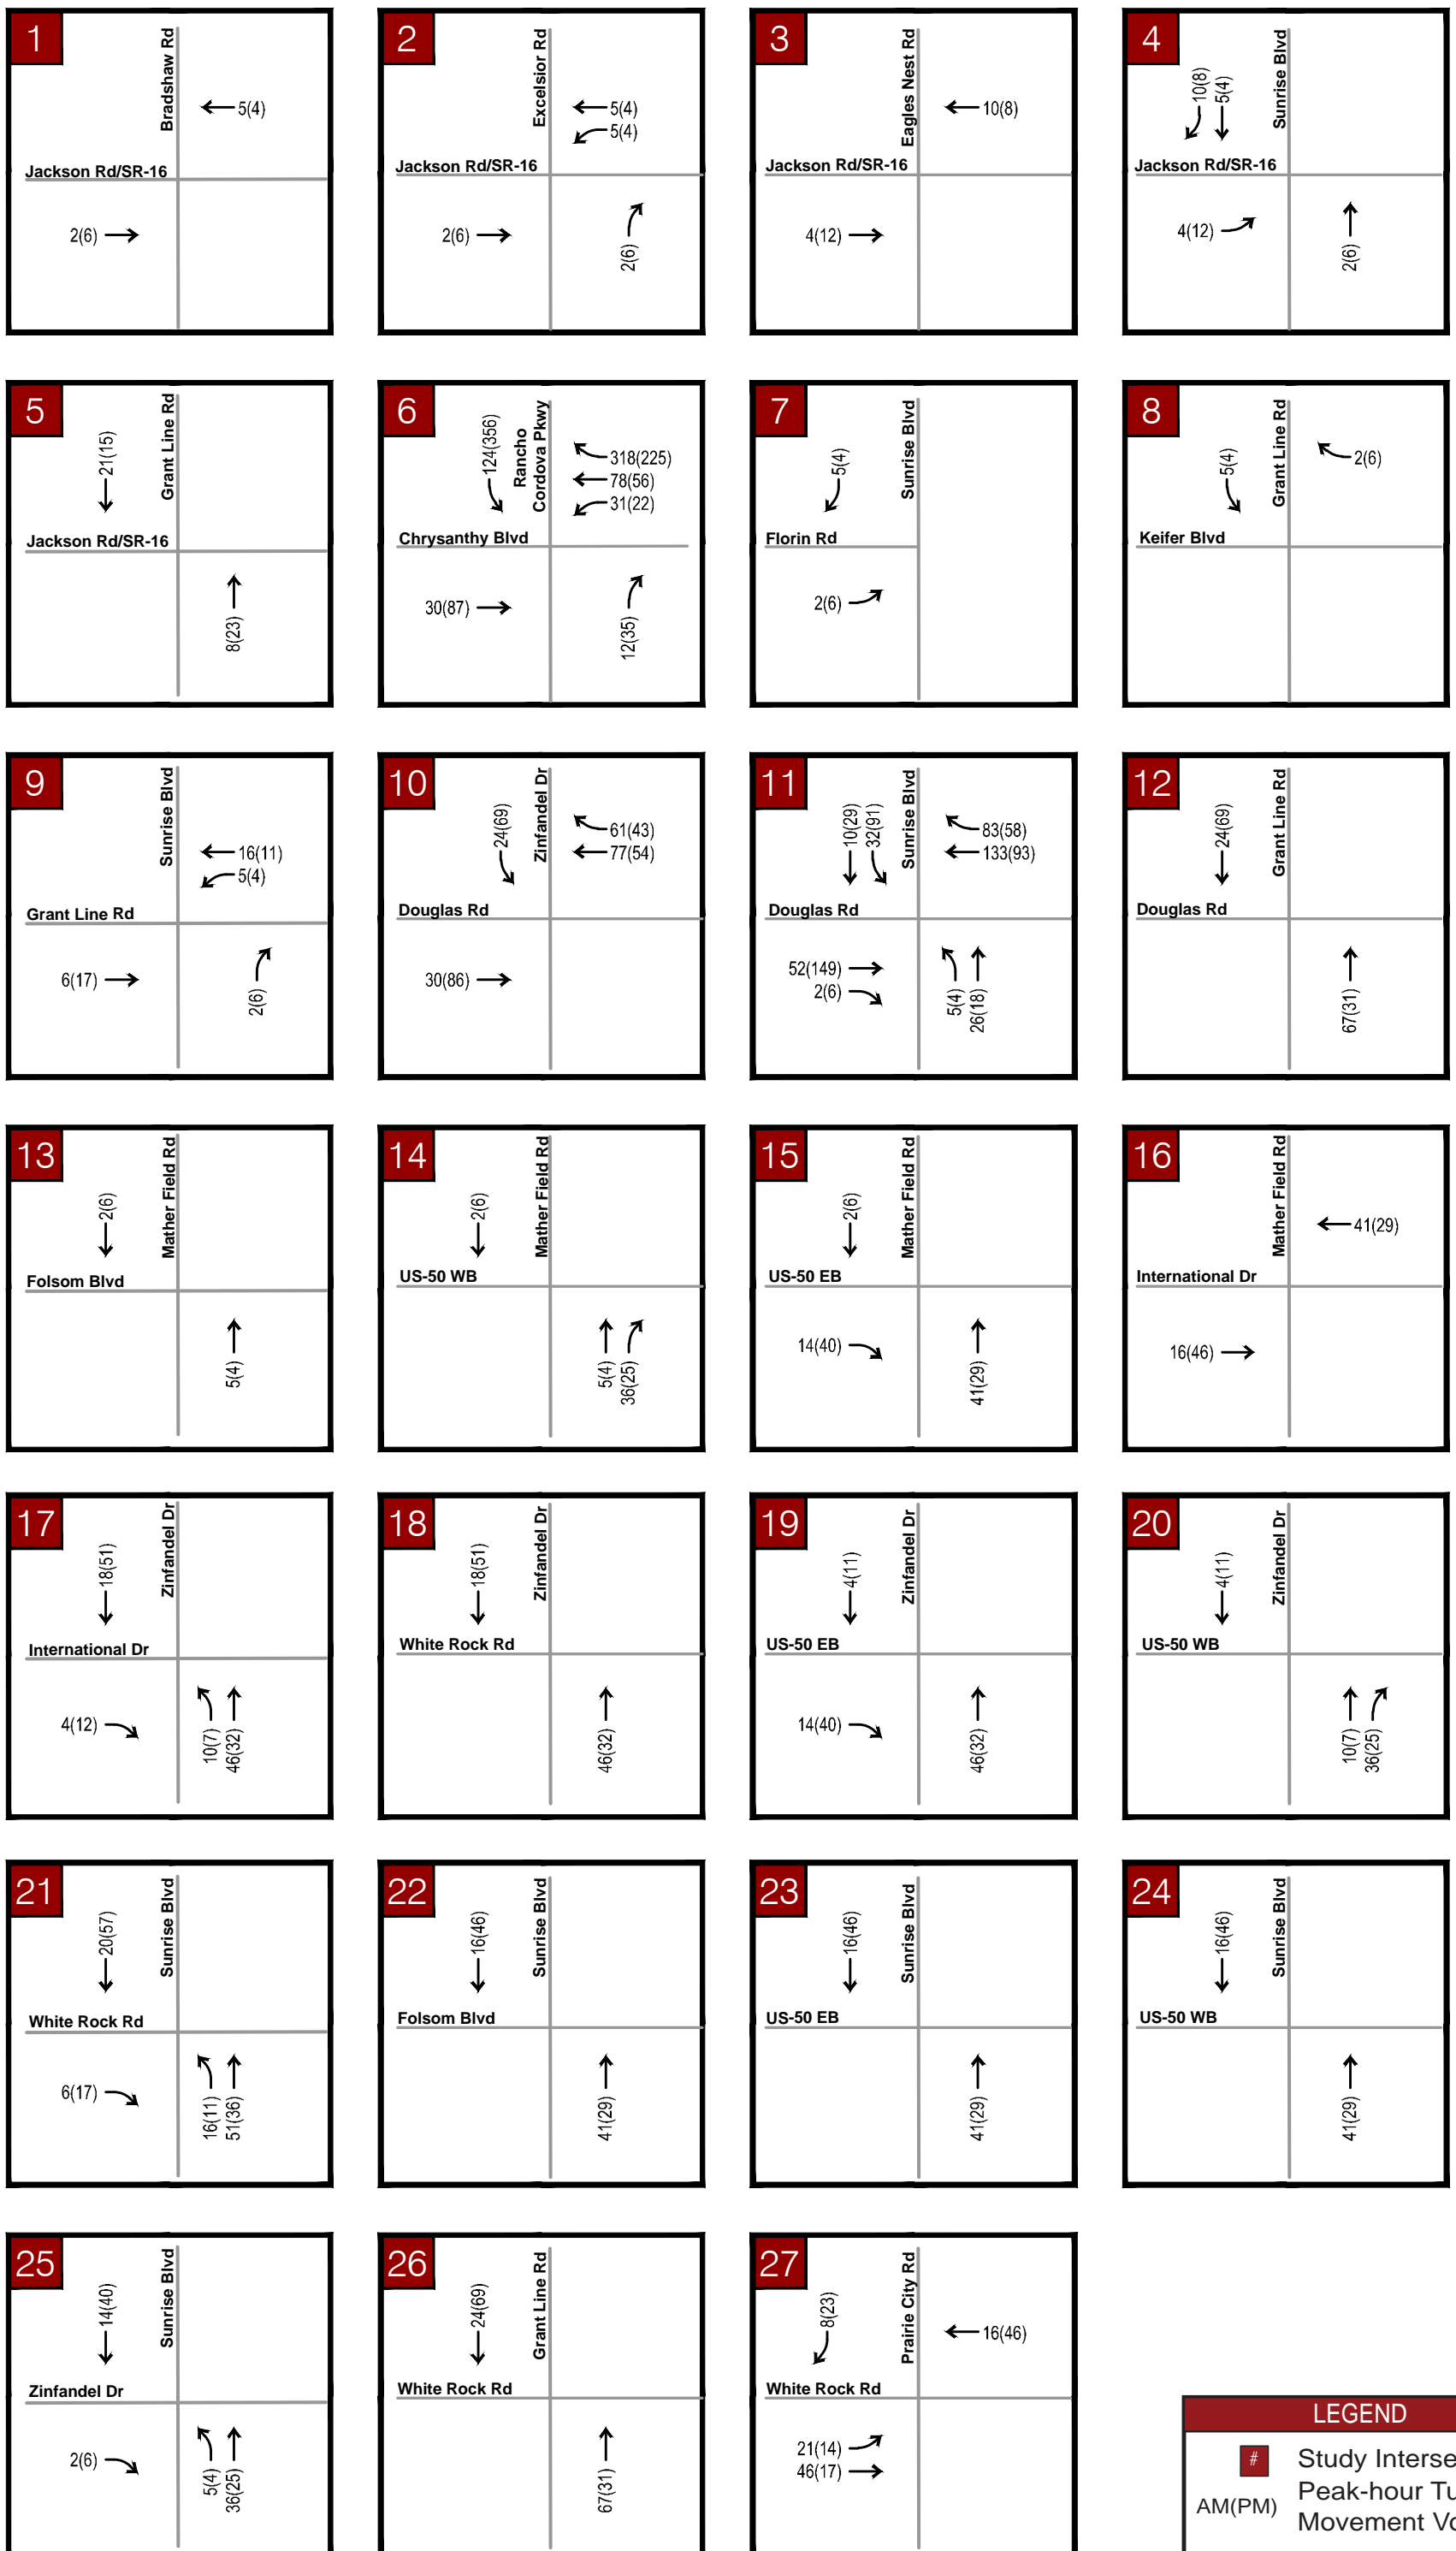 1
Bradshaw Rd
5(4)
Jackson Rd/SR-16
2(6)
2
Excelsior Rd
5(4)
5(4)
Jackson Rd/SR-16
2(6)
2(6)
3
Eagles Nest Rd
10(8)
Jackson Rd/SR-16
4(12)
4
10(8)
5(4)
Sunrise Blvd
Jackson Rd/SR-16
4(12)
2(6)
5
21(15)
Grant Line Rd
Jackson Rd/SR-16
8(23)
6
124(356)
Rancho
Cordova Pkwy
318(225)
78(56)
31(22)
Chrysanthy Blvd
30(87)
12(35)
7
5(4)
Sunrise Blvd
Florin Rd
2(6)
8
5(4)
Grant Line Rd
2(6)
Keifer Blvd
9
Sunrise Blvd
16(11)
5(4)
Grant Line Rd
6(17)
2(6)
10
24(69)
Zinfandel Dr
61(43)
77(54)
Douglas Rd
30(86)
11
10(29)
32(91)
Sunrise Blvd
83(58)
133(93)
Douglas Rd
52(149)
2(6)
5(4)
26(18)
12
24(69)
Grant Line Rd
Douglas Rd
67(31)
13
2(6)
Mather Field Rd
Folsom Blvd
5(4)
14
2(6)
Mather Field Rd
US-50 WB
5(4)
36(25)
15
2(6)
Mather Field Rd
US-50 EB
14(40)
41(29)
16
Mather Field Rd
41(29)
International Dr
16(46)
17
18(51)
Zinfandel Dr
International Dr
4(12)
10(7)
46(32)
18
18(51)
Zinfandel Dr
White Rock Rd
46(32)
19
4(11)
Zinfandel Dr
US-50 EB
14(40)
46(32)
20
4(11)
Zinfandel Dr
US-50 WB
10(7)
36(25)
21
20(57)
Sunrise Blvd
White Rock Rd
6(17)
16(11)
51(36)
22
16(46)
Sunrise Blvd
Folsom Blvd
41(29)
23
16(46)
Sunrise Blvd
US-50 EB
41(29)
24
16(46)
Sunrise Blvd
US-50 WB
41(29)
25
14(40)
Sunrise Blvd
Zinfandel Dr
2(6)
5(4)
36(25)
26
24(69)
Grant Line Rd
White Rock Rd
67(31)
27
8(23)
Prairie City Rd
16(46)
White Rock Rd
21(14)
46(17)
LEGEND
# Study Interse
AM(PM) Peak-hour Tu
Movement Vo